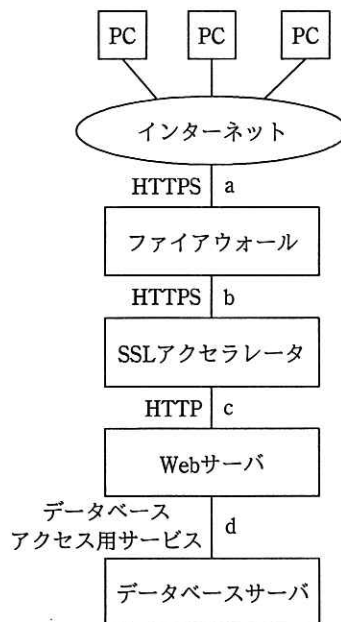 PC PC PC
インターネット
HTTPS a
ファイアウォール
HTTPS b
SSLアクセラレータ
HTTP c
Webサーバ
データベース
アクセス用サービス d
データベースサーバ